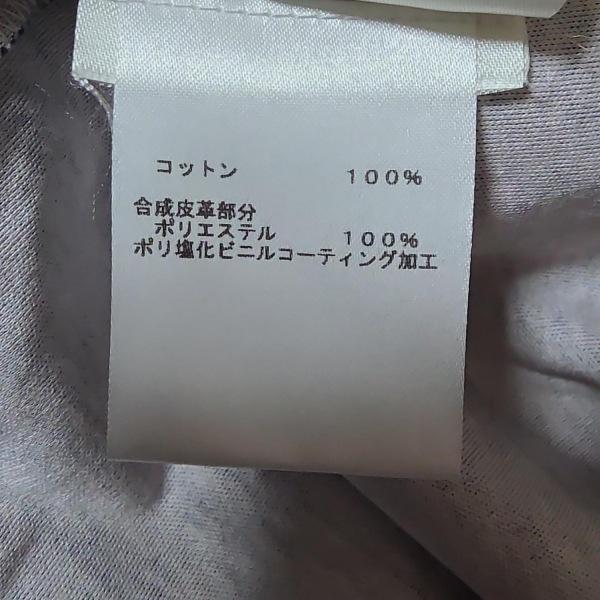 コットン 100%
合成皮革部分
ポリエステル 100%
ポリ塩化ビニルコーティング加工